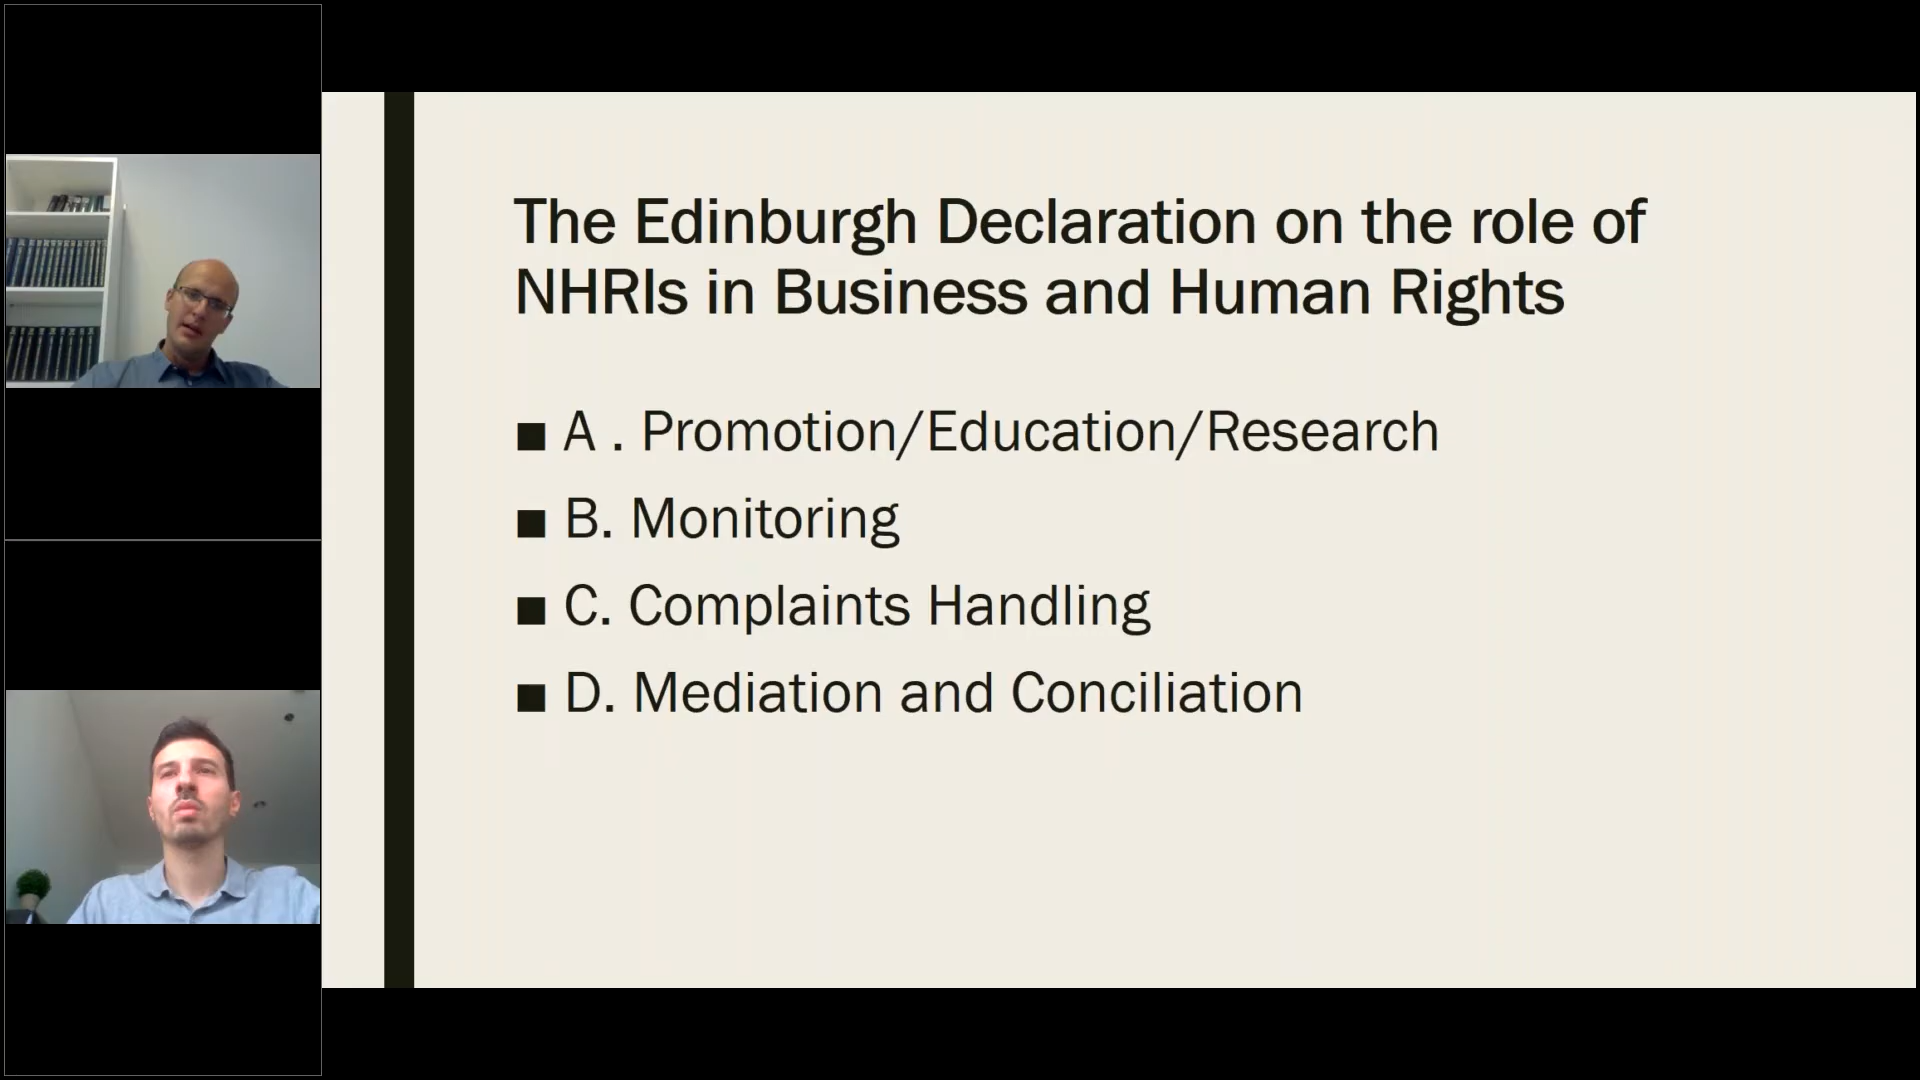 The Edinburgh Declaration on the role of
NHRIs in Business and Human Rights
■ A . Promotion/Education/Research
■ B. Monitoring
■ C. Complaints Handling
■ D. Mediation and Conciliation